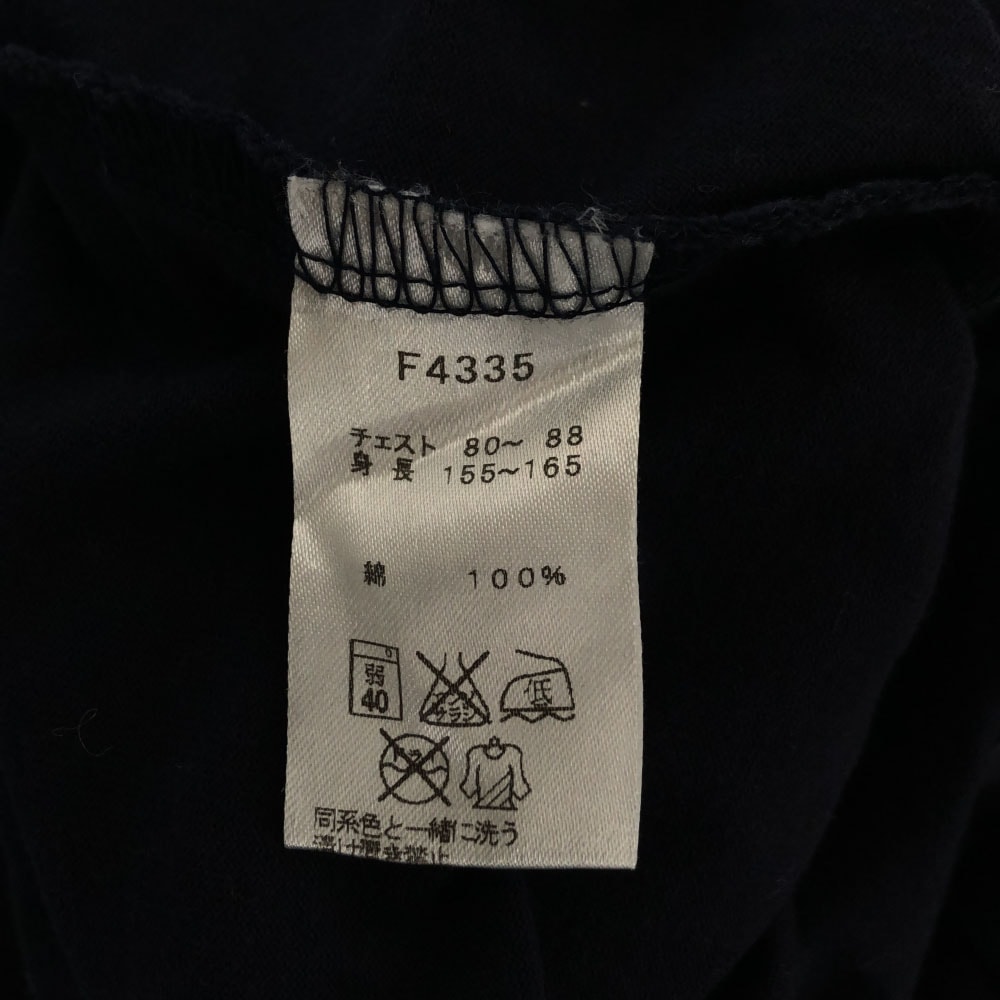 F4335
チェスト 80～ 88
身長 155～165
綿 100%
弱
40
低
同系色と一緒に洗う